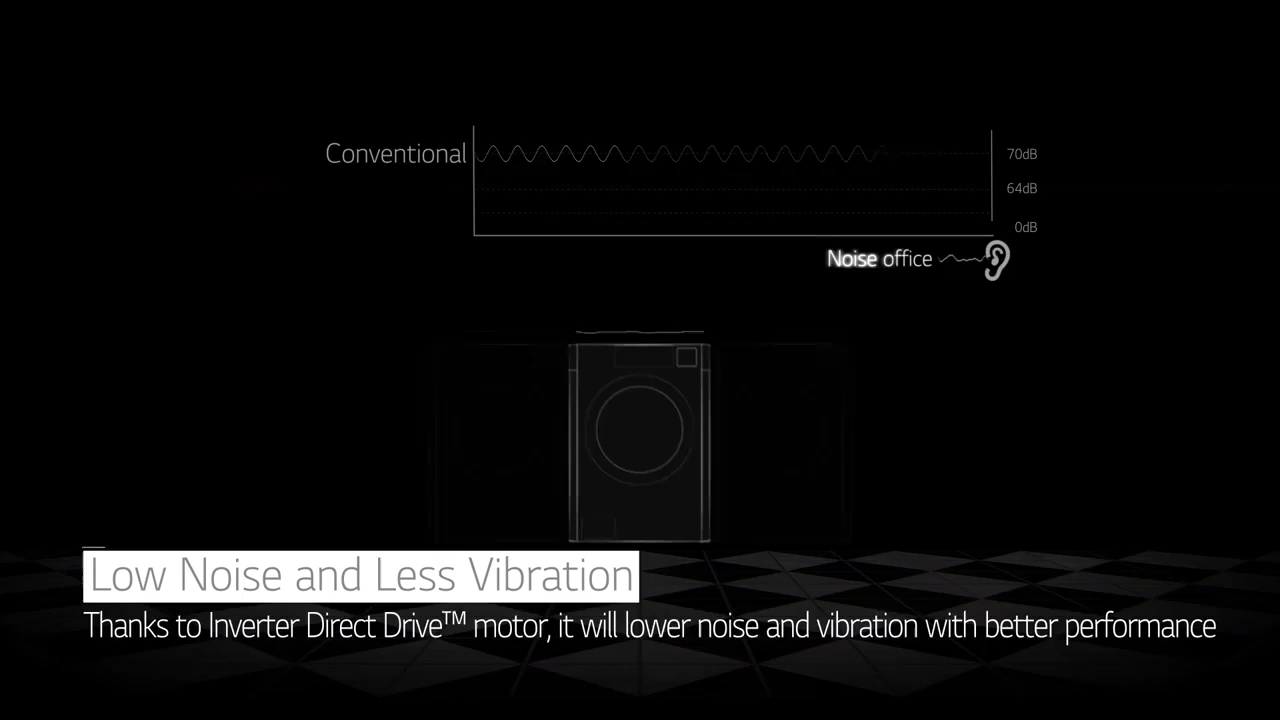 Conventional
70dB
64dB
0dB
Noise office
Low Noise and Less Vibration
Thanks to Inverter Direct Drive™ motor, it will lower noise and vibration with better performance